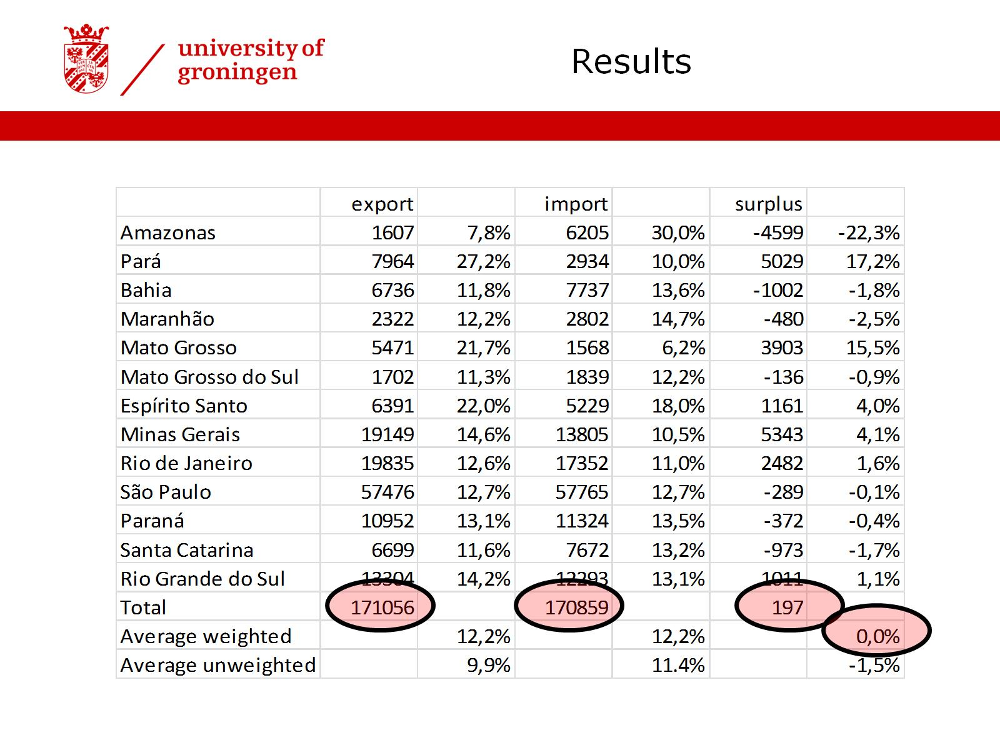 university of
groningen
Results
export import surplus
Amazonas 1607 7,8% 6205 30,0% -4599 -22,3%
Pará 7964 27,2% 2934 10,0% 5029 17,2%
Bahia 6736 11,8% 7737 13,6% -1002 -1,8%
Maranhão 2322 12,2% 2802 14,7% -480 -2,5%
Mato Grosso 5471 21,7% 1568 6,2% 3903 15,5%
Mato Grosso do Sul 1702 11,3% 1839 12,2% -136 -0,9%
Espírito Santo 6391 22,0% 5229 18,0% 1161 4,0%
Minas Gerais 19149 14,6% 13805 10,5% 5343 4,1%
Rio de Janeiro 19835 12,6% 17352 11,0% 2482 1,6%
São Paulo 57476 12,7% 57765 12,7% -289 -0,1%
Paraná 10952 13,1% 11324 13,5% -372 -0,4%
Santa Catarina 6699 11,6% 7672 13,2% -973 -1,7%
Rio Grande do Sul 13304 14,2% 12293 13,1% 1011 1,1%
Total 171056 170859 197
Average weighted 12,2% 12,2% 0,0%
Average unweighted 9,9% 11.4% -1,5%